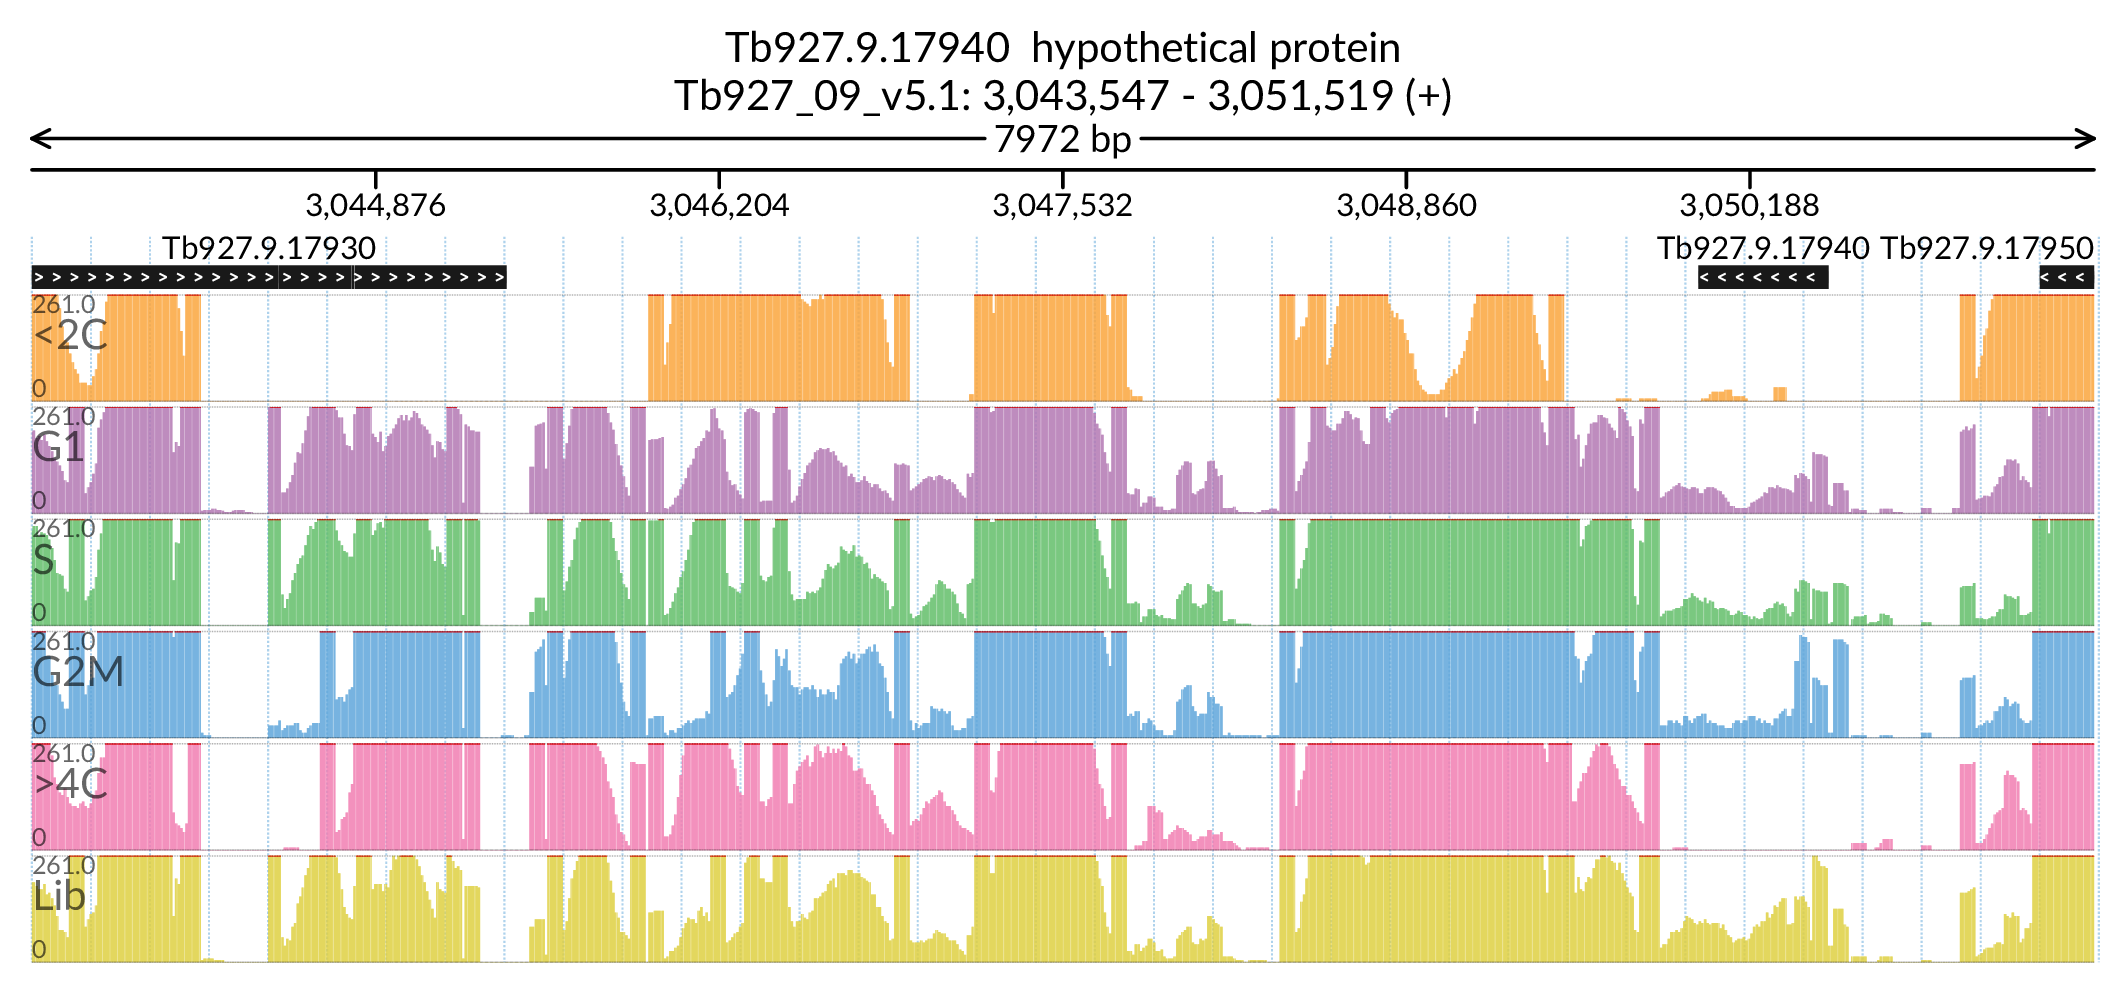 Tb927.9.17940  hypothetical protein
Tb927_09_v5.1: 3,043,547 - 3,051,519 (+)
7972 bp
3,044,876 3,046,204 3,047,532 3,048,860 3,050,188
Tb927.9.17930 Tb927.9.17940 Tb927.9.17950
261.0
<2C
0
261.0
G1
0
261.0
S
0
261.0
G2M
0
261.0
>4C
0
261.0
Lib
0